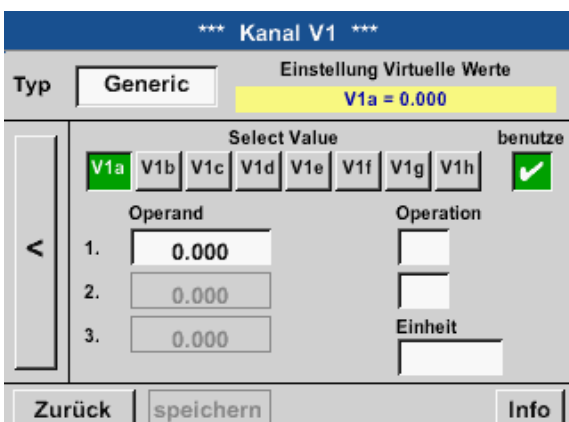 *** Kanal V1 ***
Typ Generic Einstellung Virtuelle Werte
V1a = 0.000
Select Value benutze
V1a V1b V1c V1d V1e V1f V1g V1h
Operand Operation
< 1. 0.000
2. 0.000
3. 0.000 Einheit
Zurück speichern Info